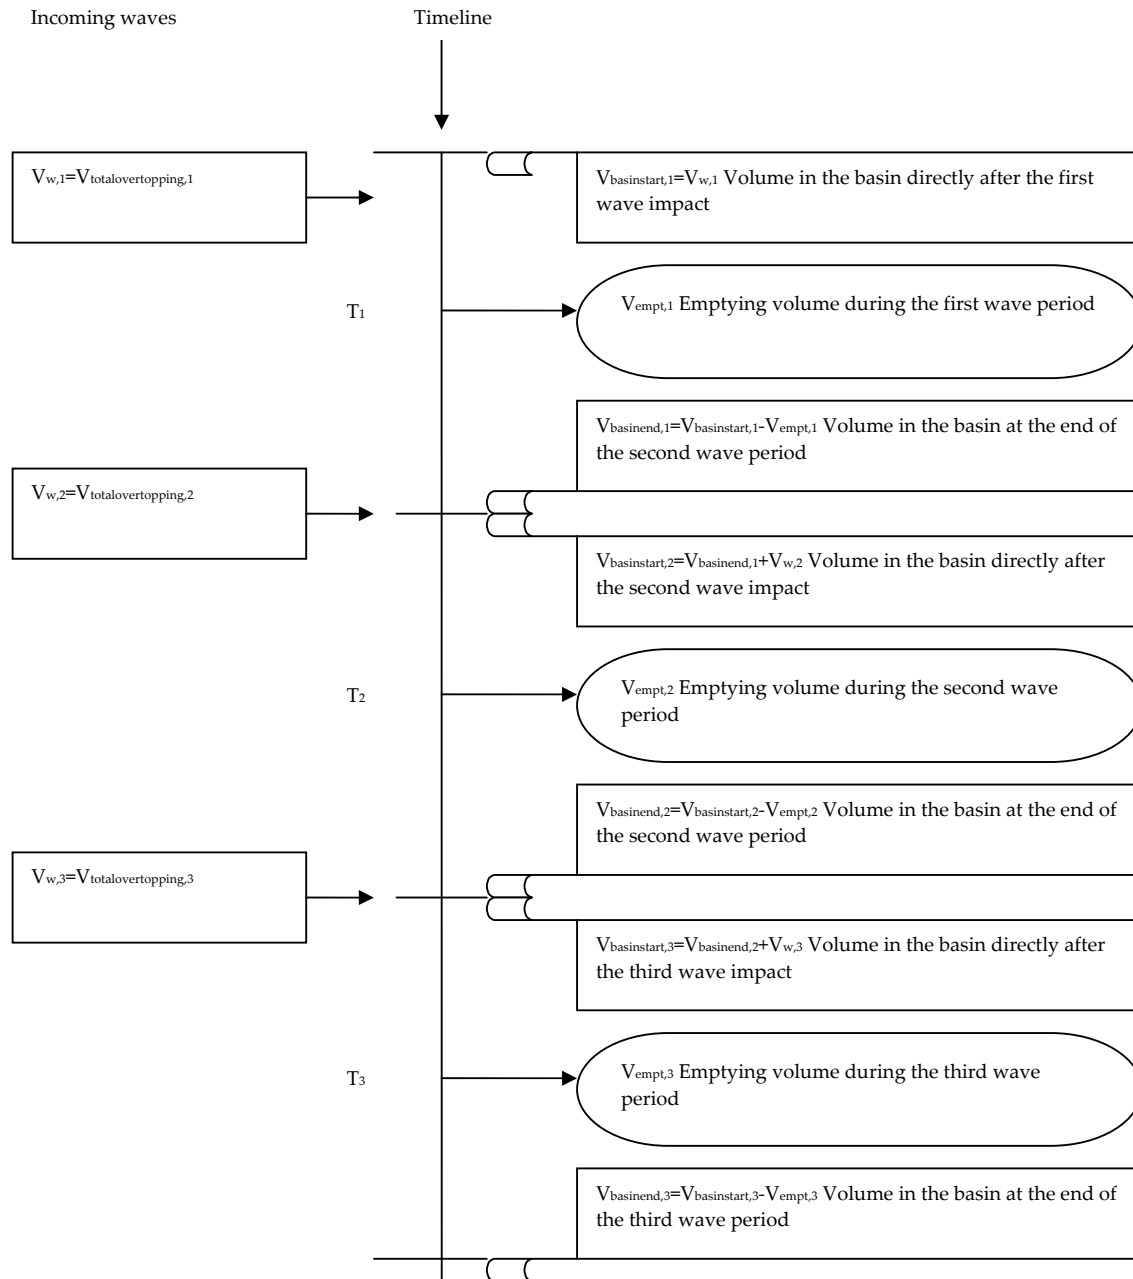 Incoming waves
Timeline
Vw,1=Vtotalovertopping,1
Vbasinstart,1=Vw,1 Volume in the basin directly after the first
wave impact
T1
Vempt,1 Emptying volume during the first wave period
Vbasinend,1=Vbasinstart,1-Vempt,1 Volume in the basin at the end of
the second wave period
Vw,2=Vtotalovertopping,2
Vbasinstart,2=Vbasinend,1+Vw,2 Volume in the basin directly after
the second wave impact
T2
Vempt,2 Emptying volume during the second wave
period
Vbasinend,2=Vbasinstart,2-Vempt,2 Volume in the basin at the end of
the second wave period
Vw,3=Vtotalovertopping,3
Vbasinstart,3=Vbasinend,2+Vw,3 Volume in the basin directly after
the third wave impact
T3
Vempt,3 Emptying volume during the third wave
period
Vbasinend,3=Vbasinstart,3-Vempt,3 Volume in the basin at the end of
the third wave period